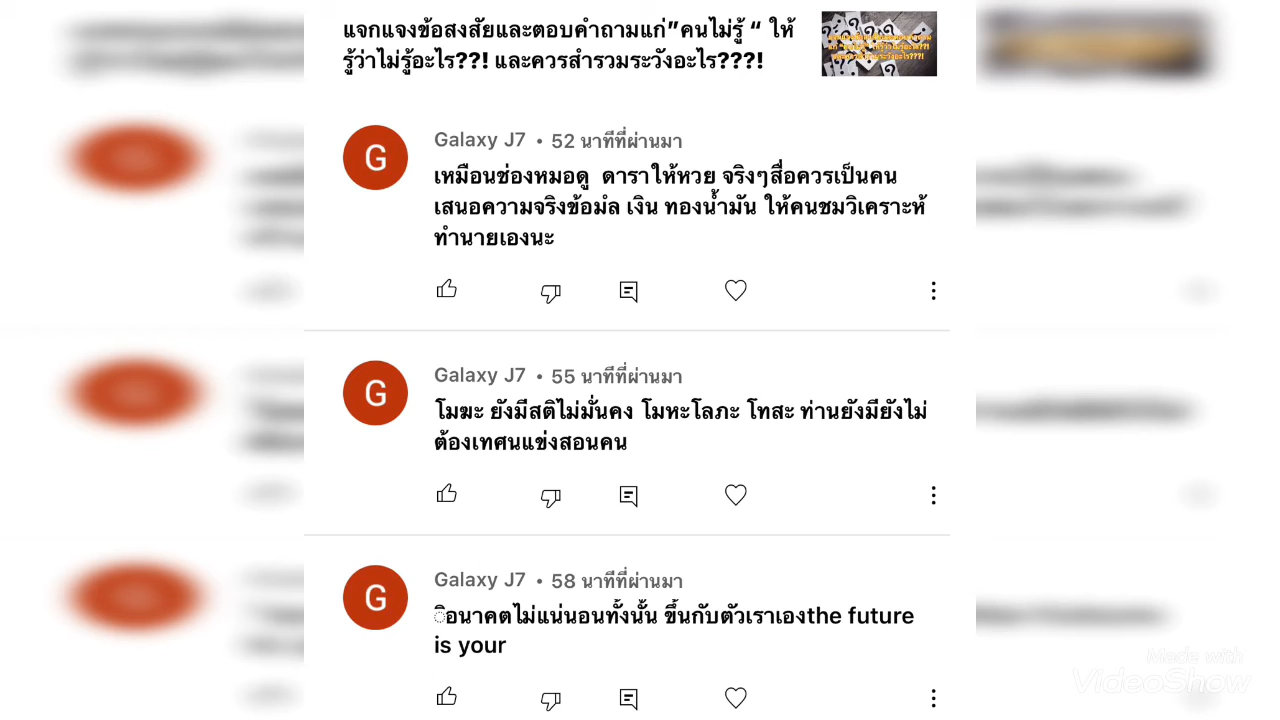 แจกแจงข้อสงสัยและตอบคำถามแก่”คนไม่รู้ “ ให้
รู้ว่าไม่รู้อะไร??! และควรสำรวมระวังอะไร???!
G
Galaxy J7 • 52 นาทีที่ผ่านมา
เหมือนช่องหมอดู ดาราให้หวย จริงๆสื่อควรเป็นคน
เสนอความจริงข้อมํล เงิน ทองน้ำมัน ให้คนชมวิเคราะห้
ทำนายเองนะ
G
Galaxy J7 • 55 นาทีที่ผ่านมา
โมฆะ ยังมีสติไม่มั่นคง โมหะโลภะ โทสะ ท่านยังมียังไม่
ต้องเทศนแข่งสอนคน
G
Galaxy J7 • 58 นาทีที่ผ่านมา
ิอนาคตไม่แน่นอนทั้งนั้น ขึ้นกับตัวเราเองthe future
is your
Made with
VideoShow